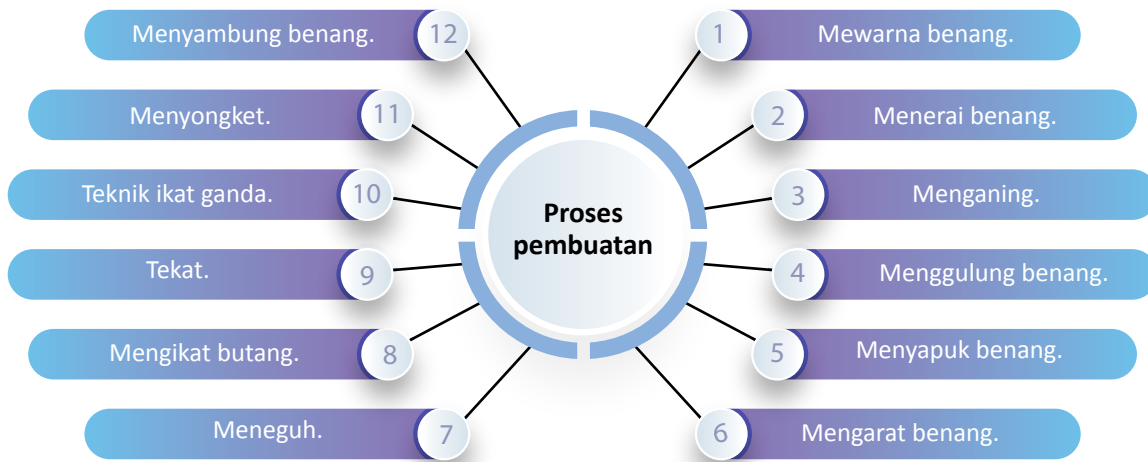 Proses
pembuatan
1
Mewarna benang.
2
Menerai benang.
3
Menganing.
4
Menggulung benang.
5
Menyapuk benang.
6
Mengarat benang.
7
Meneguh.
8
Mengikat butang.
9
Tekat.
10
Teknik ikat ganda.
11
Menyongket.
12
Menyambung benang.